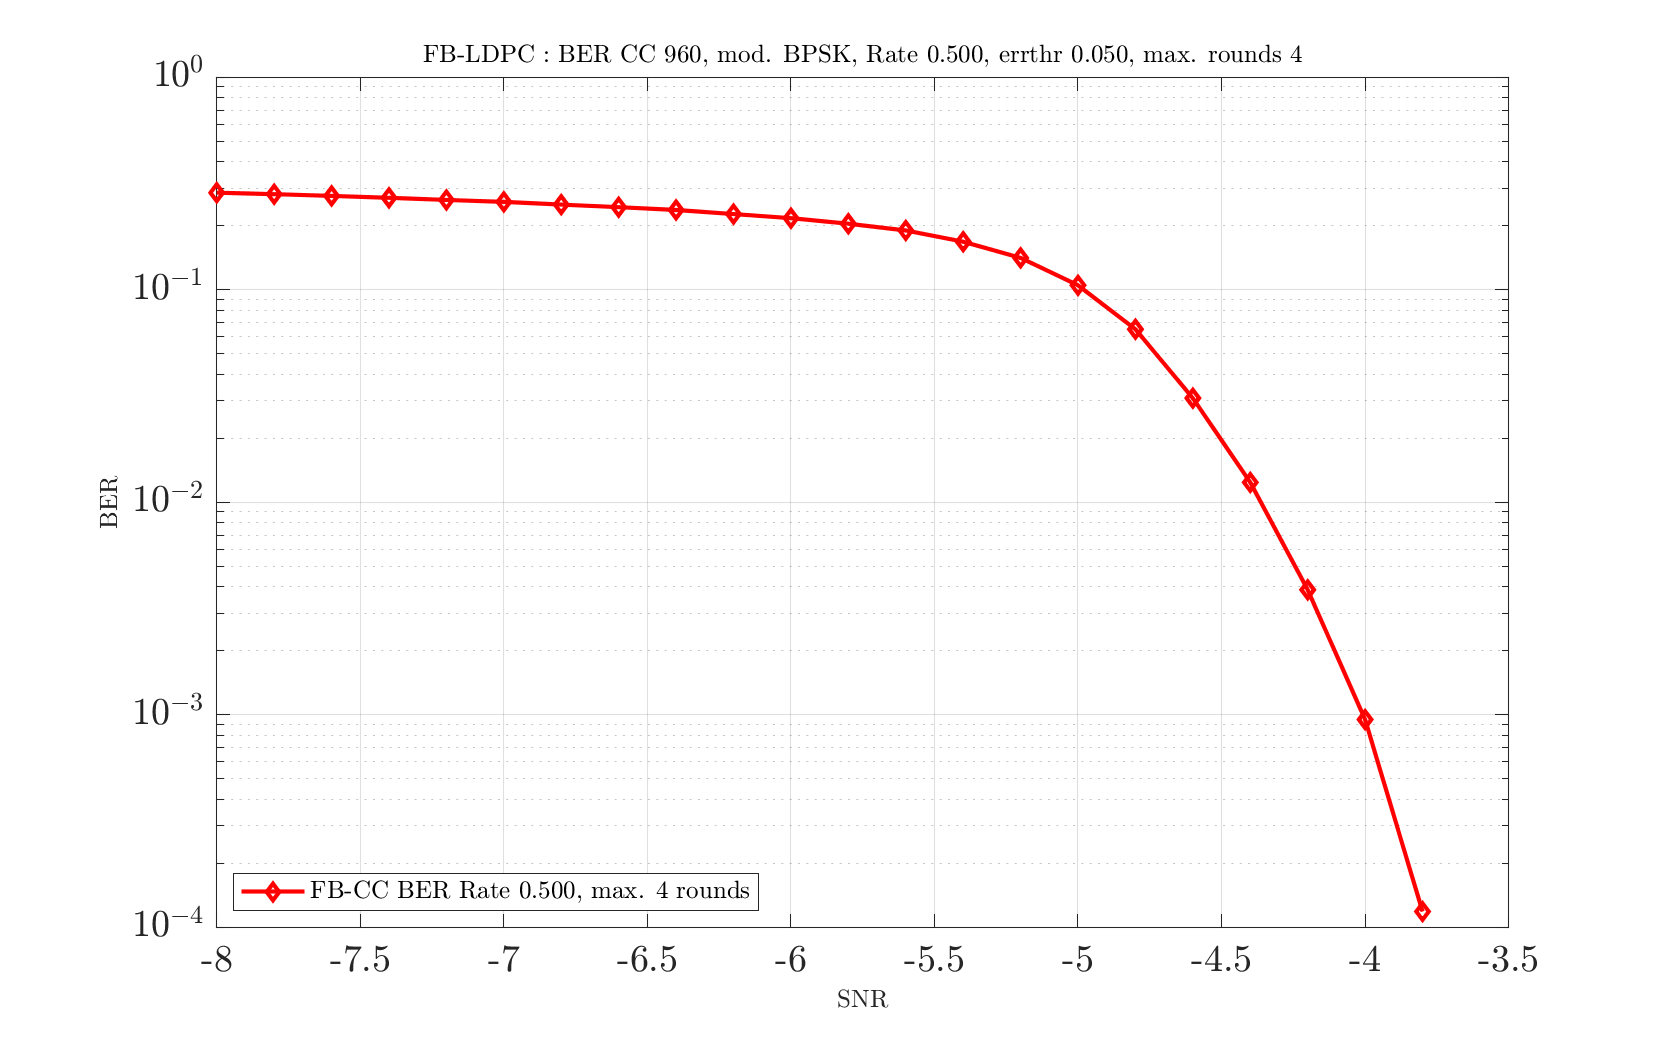 FB-LDPC : BER CC 960, mod. BPSK, Rate 0.500, errthr 0.050, max. rounds 4
10^0
10^-1
10^-2
10^-3
10^-4
BER
FB-CC BER Rate 0.500, max. 4 rounds
-8 -7.5 -7 -6.5 -6 -5.5 -5 -4.5 -4 -3.5
SNR